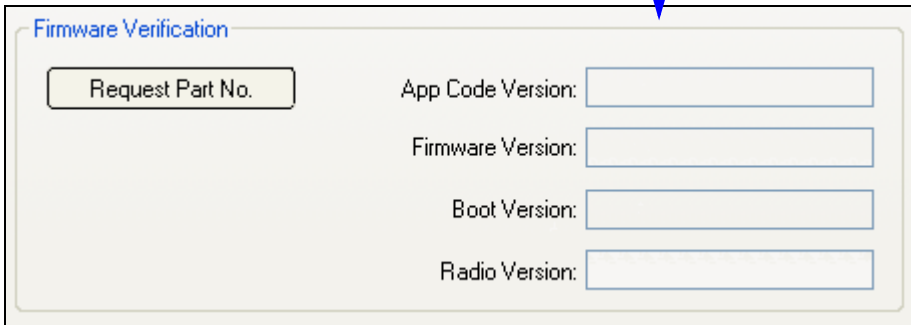 Firmware Verification
Request Part No.
App Code Version:
Firmware Version:
Boot Version:
Radio Version: